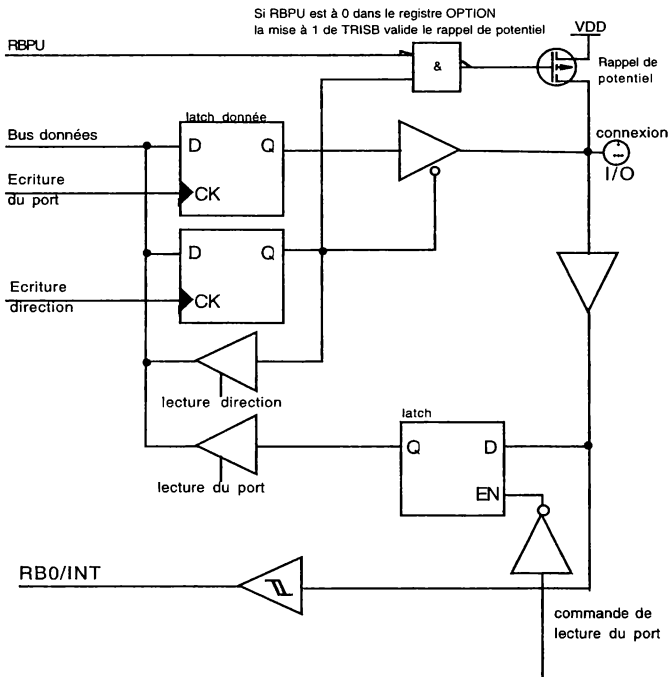 Si RBPU est à 0 dans le registre OPTION
la mise à 1 de TRISB valide le rappel de potentiel
VDD
RBPU
&
Rappel de
potentiel
latch donnée
Bus données
D
Q
connexion
I/O
Ecriture
du port
CK
D
Q
Ecriture
direction
CK
lecture direction
latch
Q
D
lecture du port
EN
RB0/INT
commande de
lecture du port